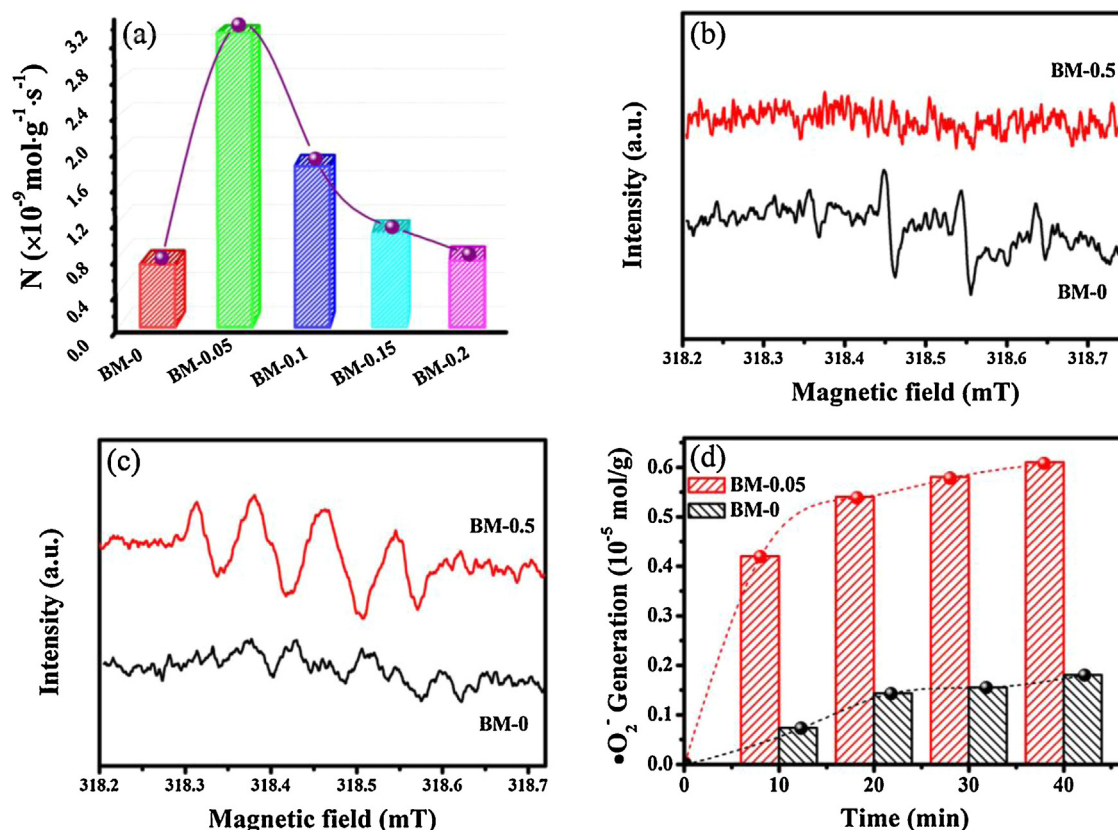 (a)
N (×10⁻⁹ mol·g⁻¹·s⁻¹)
3.2
2.8
2.4
2.0
1.6
1.2
0.8
0.4
0.0
BM-0
BM-0.05
BM-0.1
BM-0.15
BM-0.2
(b)
Intensity (a.u.)
BM-0.5
BM-0
318.2 318.3 318.4 318.5 318.6 318.7
Magnetic field (mT)
(c)
Intensity (a.u.)
BM-0.5
BM-0
318.2 318.3 318.4 318.5 318.6 318.7
Magnetic field (mT)
(d)
•O₂⁻ Generation (10⁻⁵ mol/g)
BM-0.05
BM-0
0.6
0.5
0.4
0.3
0.2
0.1
0.0
0 10 20 30 40
Time (min)